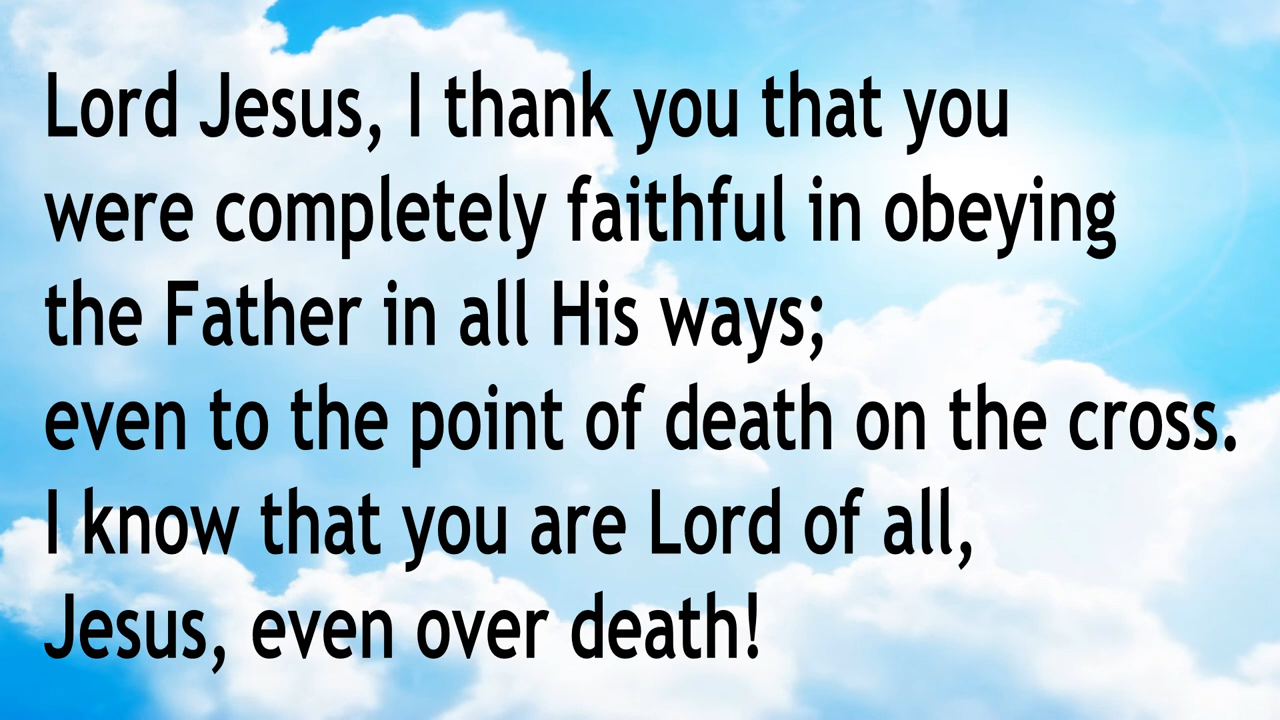 Lord Jesus, I thank you that you
were completely faithful in obeying
the Father in all His ways;
even to the point of death on the cross.
I know that you are Lord of all,
Jesus, even over death!